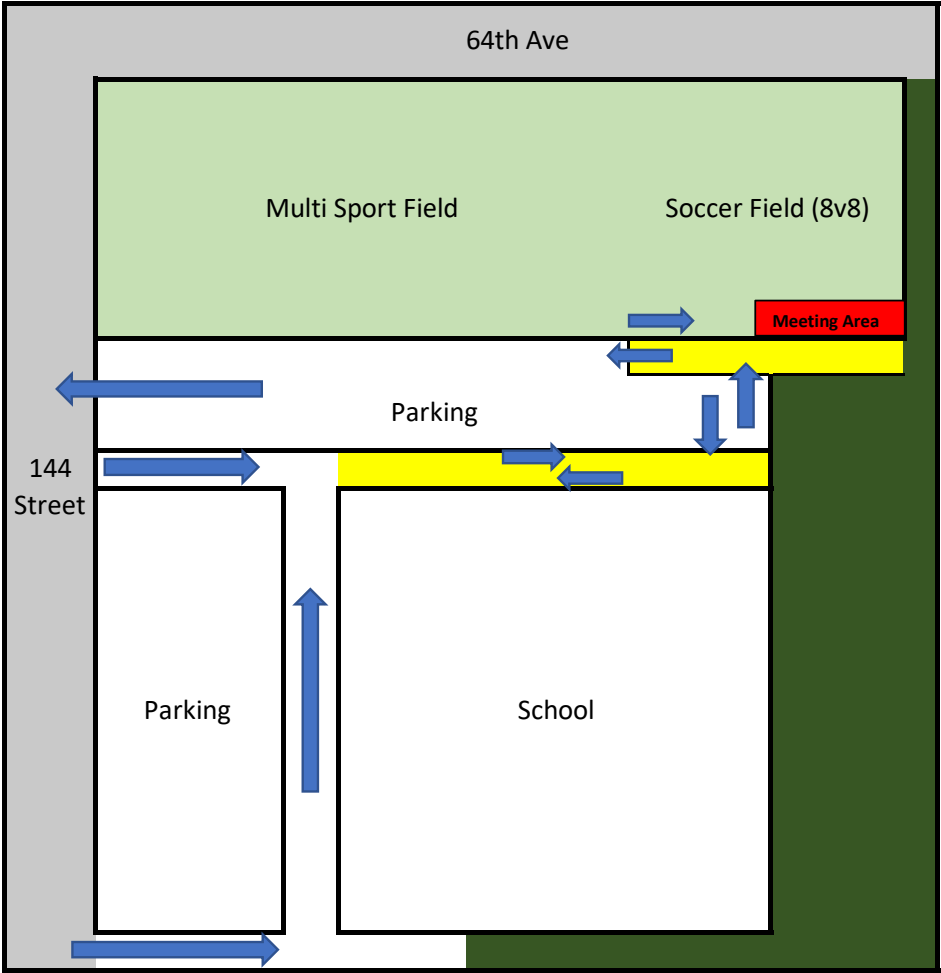 64th Ave
Multi Sport Field
Soccer Field (8v8)
Meeting Area
Parking
144
Street
Parking
School